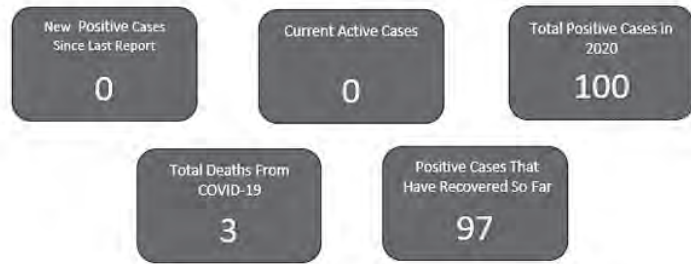 New Positive Cases
Since Last Report
0
Current Active Cases
0
Total Positive Cases in
2020
100
Total Deaths From
COVID-19
3
Positive Cases That
Have Recovered So Far
97